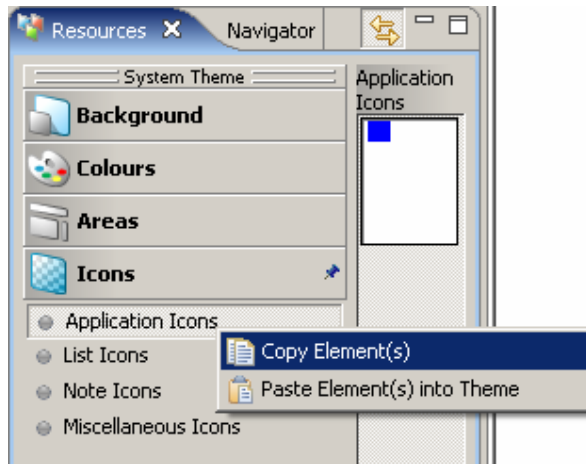 Resources
Navigator
System Theme
Application
Icons
Background
Colours
Areas
Icons
Application Icons
Copy Element(s)
List Icons
Paste Element(s) into Theme
Note Icons
Miscellaneous Icons